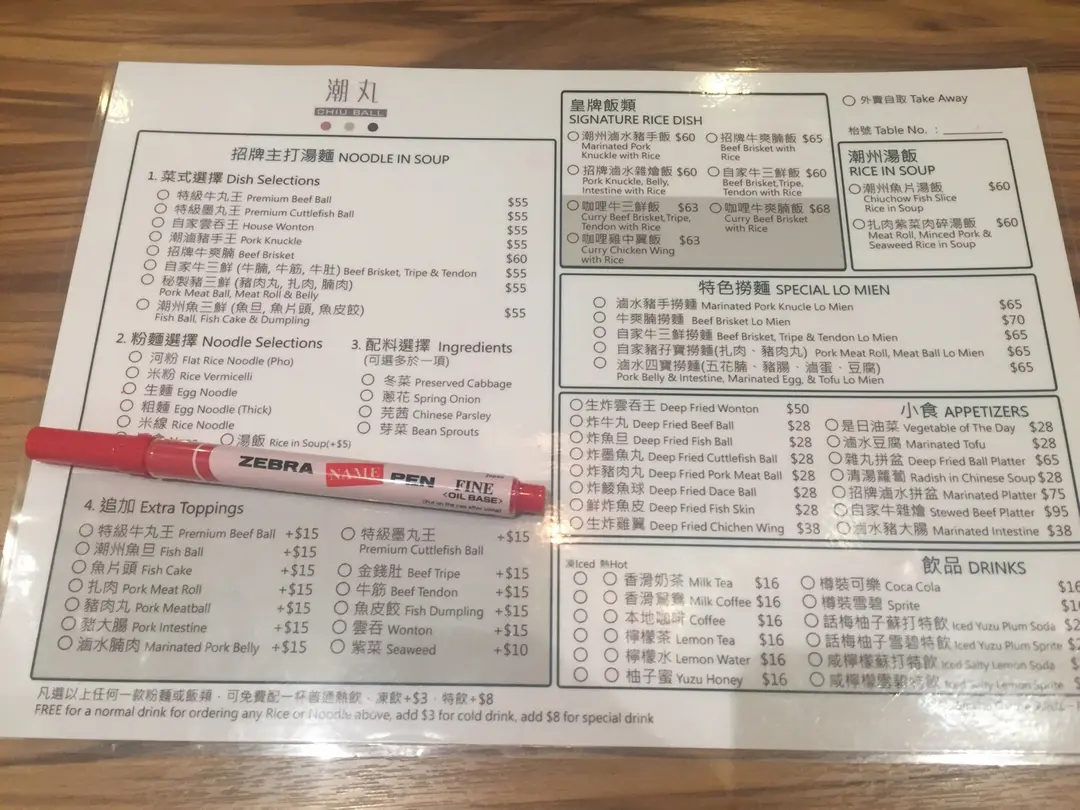 潮丸
CHIU BALL
招牌主打湯麵 NOODLE IN SOUP
1. 菜式選擇 Dish Selections
特級牛丸王 Premium Beef Ball $55
特級墨丸王 Premium Cuttlefish Ball $55
自家雲吞王 House Wonton $55
潮滷豬手王 Pork Knuckle $55
招牌牛爽腩 Beef Brisket $60
自家牛三鮮 (牛腩, 牛筋, 牛肚) Beef Brisket, Tripe & Tendon $55
秘製豬三鮮 (豬肉丸, 扎肉, 腩肉) $55
Pork Meat Ball, Meat Roll & Belly
潮州魚三鮮 (魚旦, 魚片頭, 魚皮餃) $55
Fish Ball, Fish Cake & Dumpling
2. 粉麵選擇 Noodle Selections
河粉 Flat Rice Noodle (Pho)
米粉 Rice Vermicelli
生麵 Egg Noodle
粗麵 Egg Noodle (Thick)
米線 Rice Noodle
湯飯 Rice in Soup(+$5)
3. 配料選擇 Ingredients
(可選多於一項)
冬菜 Preserved Cabbage
蔥花 Spring Onion
芫茜 Chinese Parsley
芽菜 Bean Sprouts
ZEBRA NAME PEN FINE
<OIL BASE>
4. 追加 Extra Toppings
特級牛丸王 Premium Beef Ball +$15
潮州魚旦 Fish Ball +$15
魚片頭 Fish Cake +$15
扎肉 Pork Meat Roll +$15
豬肉丸 Pork Meatball +$15
豬大腸 Pork Intestine +$15
滷水腩肉 Marinated Pork Belly +$15
特級墨丸王 +$15
Premium Cuttlefish Ball
金錢肚 Beef Tripe +$15
牛筋 Beef Tendon +$15
魚皮餃 Fish Dumpling +$15
雲吞 Wonton +$15
紫菜 Seaweed +$10
凡選以上任何一款粉麵或飯類，可免費配一杯普通熱飲，凍飲+$3，特飲+$8
FREE for a normal drink for ordering any Rice or Noodle above, add $3 for cold drink, add $8 for special drink
皇牌飯類
SIGNATURE RICE DISH
潮州滷水豬手飯 $60
Marinated Pork
Knuckle with Rice
招牌滷水雜燴飯 $60
Pork Knuckle, Belly,
Intestine with Rice
咖哩牛三鮮飯 $63
Curry Beef Brisket,Tripe,
Tendon with Rice
咖哩雞中翼飯 $63
Curry Chicken Wing
with Rice
招牌牛爽腩飯 $65
Beef Brisket with
Rice
自家牛三鮮飯 $60
Beef Brisket,Tripe,
Tendon with Rice
咖哩牛爽腩飯 $68
Curry Beef Brisket
with Rice
外賣自取 Take Away
枱號 Table No. :
潮州湯飯
RICE IN SOUP
潮州魚片湯飯 $60
Chiuchow Fish Slice
Rice in Soup
扎肉紫菜肉碎湯飯 $60
Meat Roll, Minced Pork &
Seaweed Rice in Soup
特色撈麵 SPECIAL LO MIEN
滷水豬手撈麵 Marinated Pork Knucle Lo Mien $65
牛爽腩撈麵 Beef Brisket Lo Mien $70
自家牛三鮮撈麵 Beef Brisket, Tripe & Tendon Lo Mien $65
自家豬孖寶撈麵(扎肉、豬肉丸) Pork Meat Roll, Meat Ball Lo Mien $65
滷水四寶撈麵(五花腩、豬腸、滷蛋、豆腐) $65
Pork Belly & Intestine, Marinated Egg, & Tofu Lo Mien
小食 APPETIZERS
生炸雲吞王 Deep Fried Wonton $50
炸牛丸 Deep Fried Beef Ball $28
炸魚旦 Deep Fried Fish Ball $28
炸墨魚丸 Deep Fried Cuttlefish Ball $28
炸豬肉丸 Deep Fried Pork Meat Ball $28
炸鯪魚球 Deep Fried Dace Ball $28
鮮炸魚皮 Deep Fried Fish Skin $28
生炸雞翼 Deep Fried Chichen Wing $38
是日油菜 Vegetable of The Day $28
滷水豆腐 Marinated Tofu $28
雜丸拼盆 Deep Fried Ball Platter $65
清湯蘿蔔 Radish in Chinese Soup $28
招牌滷水拼盆 Marinated Platter $75
自家牛雜燴 Stewed Beef Platter $95
滷水豬大腸 Marinated Intestine $38
飲品 DRINKS
凍Iced 熱Hot
香滑奶茶 Milk Tea $16
香滑鴛鴦 Milk Coffee $16
本地咖啡 Coffee $16
檸檬茶 Lemon Tea $16
檸檬水 Lemon Water $16
柚子蜜 Yuzu Honey $16
樽裝可樂 Coca Cola $16
樽裝雪碧 Sprite
話梅柚子蘇打特飲 Iced Yuzu Plum Soda
話梅柚子雪碧特飲 Iced Yuzu Plum Sprite
咸檸檬蘇打特飲 Iced Salty Lemon Soda
咸檸檬雪碧特飲 Iced Salty Lemon Sprite